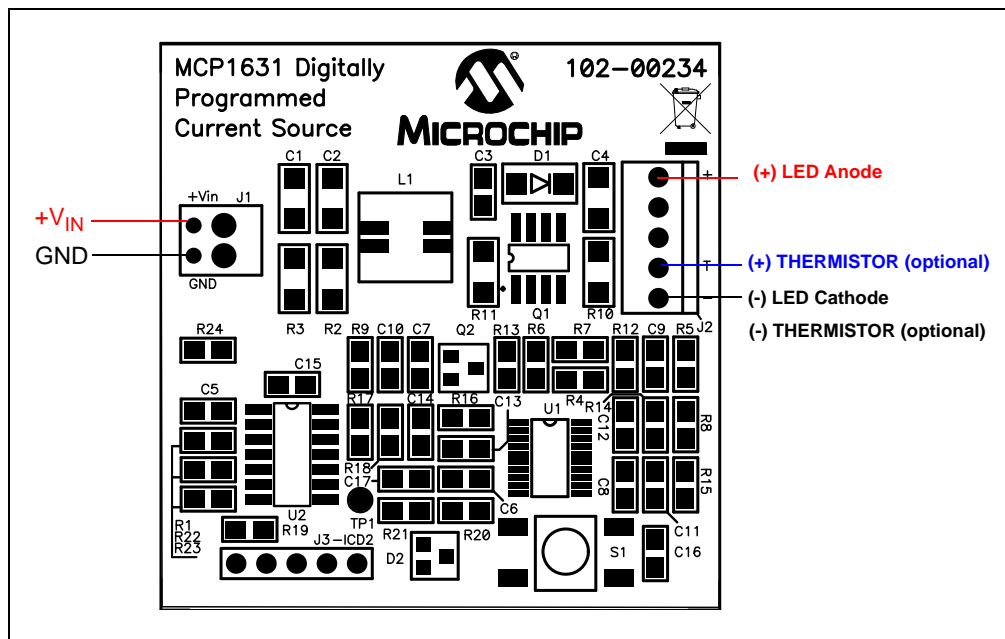 MCP1631 Digitally
Programmed
Current Source
MICROCHIP
102-00234
+VIN
GND
+Vin
J1
GND
C1
C2
L1
C3
D1
C4
+
T
-
J2
(+) LED Anode
(+) THERMISTOR (optional)
(-) LED Cathode
(-) THERMISTOR (optional)
R3
R2
R11
Q1
R10
R24
R9
C10
C7
Q2
R13
R6
R7
R12
C9
R5
C15
C5
R17
C14
R16
C13
R4
U1
R14
C12
R8
R18
C17
C6
C8
R15
TP1
U2
R1
R22
R23
R19
R21
R20
C11
J3-ICD2
D2
S1
C16